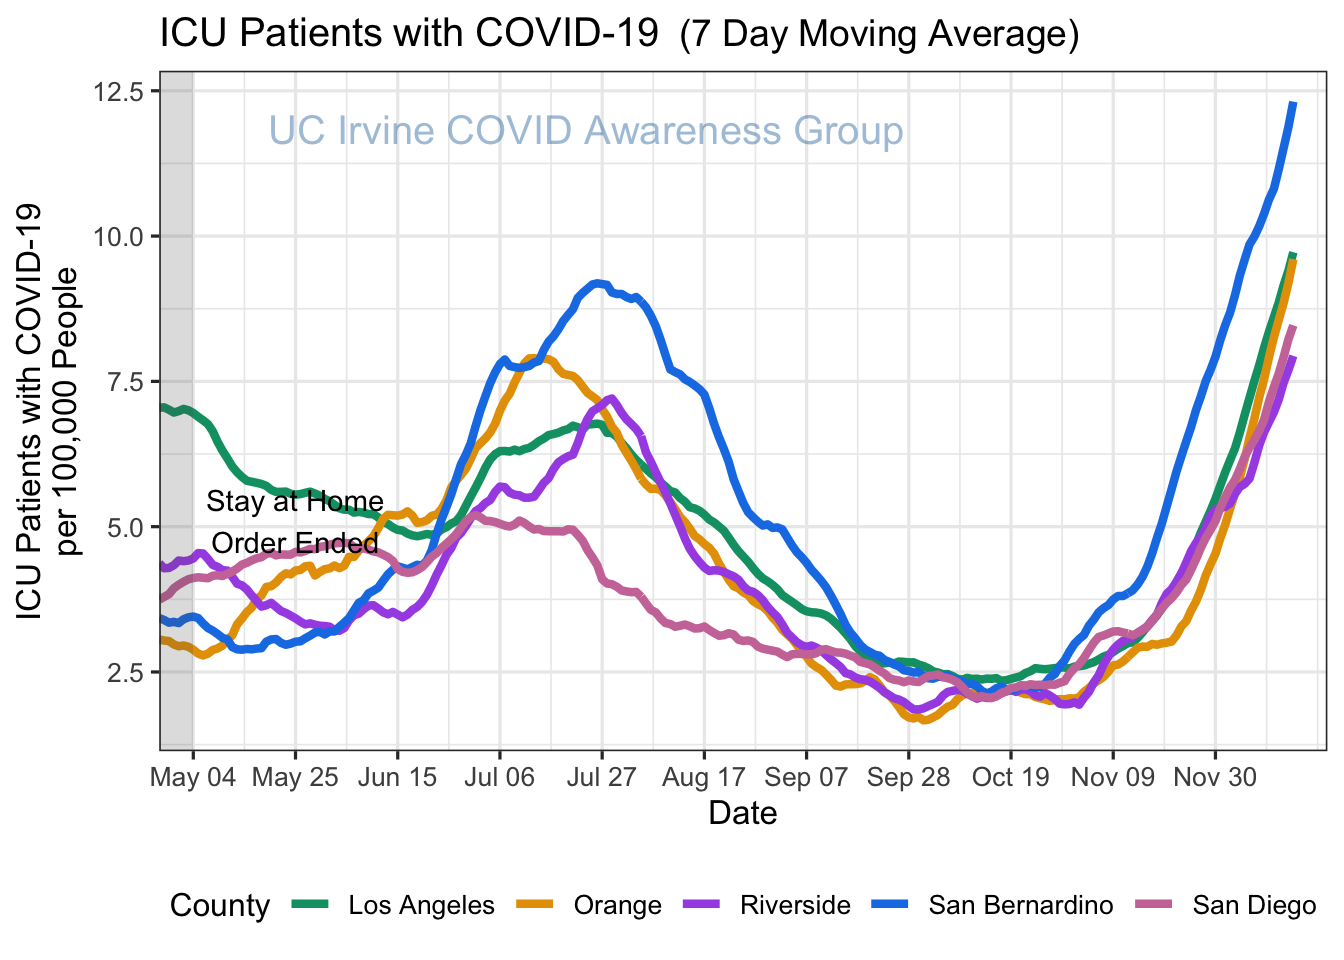 ICU Patients with COVID-19 (7 Day Moving Average)
UC Irvine COVID Awareness Group
ICU Patients with COVID-19
per 100,000 People
12.5
10.0
7.5
5.0
2.5
Stay at Home
Order Ended
May 04 May 25 Jun 15 Jul 06 Jul 27 Aug 17 Sep 07 Sep 28 Oct 19 Nov 09 Nov 30
Date
County Los Angeles Orange Riverside San Bernardino San Diego